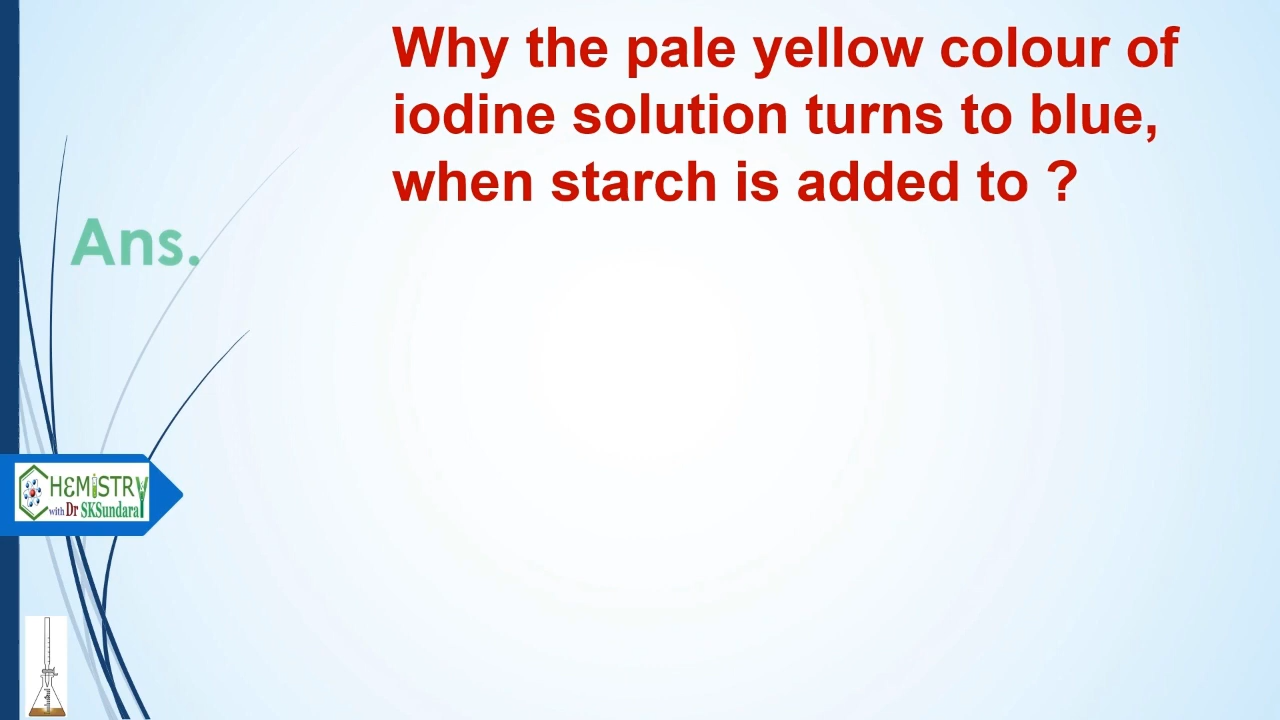 Why the pale yellow colour of
iodine solution turns to blue,
when starch is added to ?
Ans.
CHEMISTRY
with Dr SKSundaraI